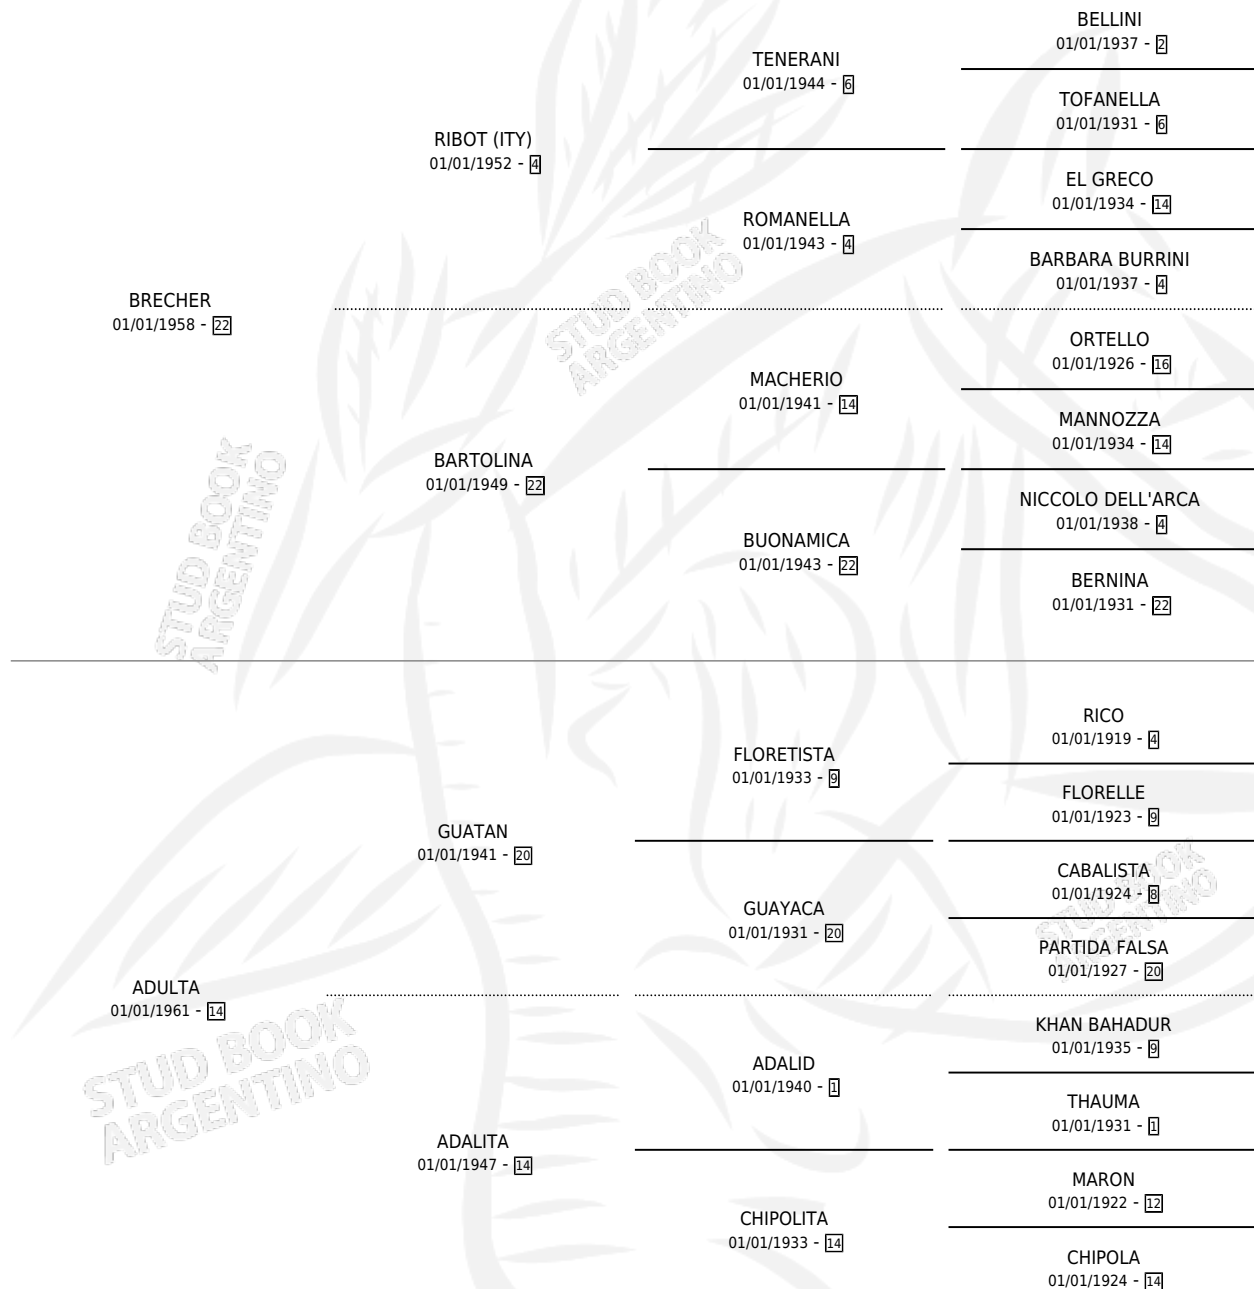 BELLINI
01/01/1937 - 2
TENERANI
01/01/1944 - 6
TOFANELLA
01/01/1931 - 6
RIBOT (ITY)
01/01/1952 - 4
EL GRECO
01/01/1934 - 14
ROMANELLA
01/01/1943 - 4
BARBARA BURRINI
01/01/1937 - 4
BRECHER
01/01/1958 - 22
STUD BOOK
ARGENTINO
ORTELLO
01/01/1926 - 16
MACHERIO
01/01/1941 - 14
MANNOZZA
01/01/1934 - 14
BARTOLINA
01/01/1949 - 22
NICCOLO DELL'ARCA
01/01/1938 - 4
BUONAMICA
01/01/1943 - 22
BERNINA
01/01/1931 - 22
STUD BOOK
ARGENTINO
RICO
01/01/1919 - 4
FLORETISTA
01/01/1933 - 9
FLORELLE
01/01/1923 - 9
GUATAN
01/01/1941 - 20
CABALISTA
01/01/1924 - 8
GUAYACA
01/01/1931 - 20
PARTIDA FALSA
01/01/1927 - 20
STUD BOOK
ARGENTINO
ADULTA
01/01/1961 - 14
KHAN BAHADUR
01/01/1935 - 9
ADALID
01/01/1940 - 1
THAUMA
01/01/1931 - 1
STUD BOOK
ARGENTINO
ADALITA
01/01/1947 - 14
MARON
01/01/1922 - 12
CHIPOLITA
01/01/1933 - 14
CHIPOLA
01/01/1924 - 14